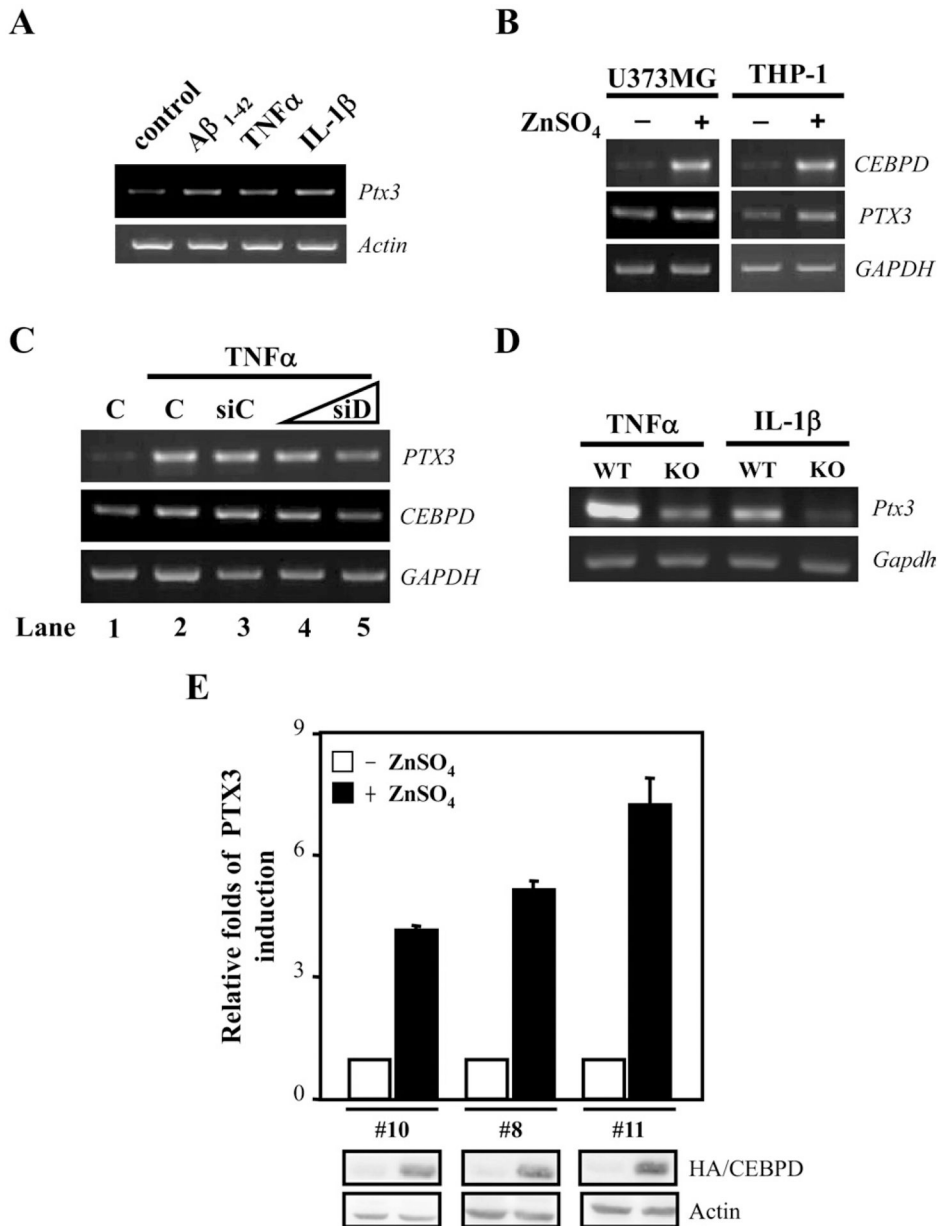 A
control Aβ 1-42 TNFα IL-1β
Ptx3
Actin
B
U373MG THP-1
ZnSO4 − + − +
CEBPD
PTX3
GAPDH
C
TNFα
C C siC siD
PTX3
CEBPD
GAPDH
Lane 1 2 3 4 5
D
TNFα IL-1β
WT KO WT KO
Ptx3
Gapdh
E
Relative folds of PTX3
induction
9
6
3
0
− ZnSO4
+ ZnSO4
#10 #8 #11
HA/CEBPD
Actin